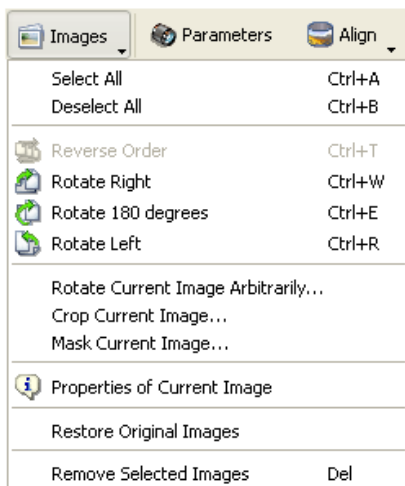 Images Parameters Align
Select All Ctrl+A
Deselect All Ctrl+B
Reverse Order Ctrl+T
Rotate Right Ctrl+W
Rotate 180 degrees Ctrl+E
Rotate Left Ctrl+R
Rotate Current Image Arbitrarily...
Crop Current Image...
Mask Current Image...
Properties of Current Image
Restore Original Images
Remove Selected Images Del